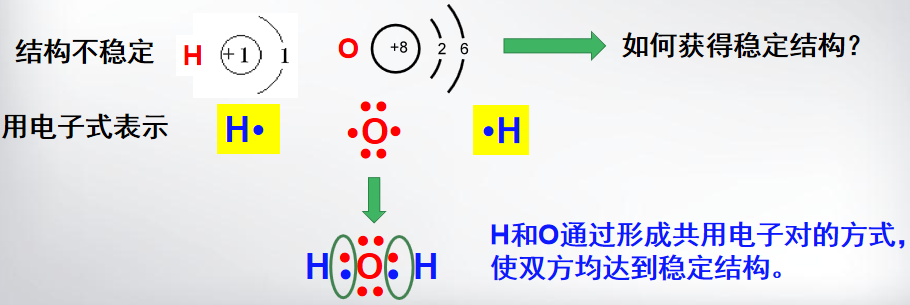 结构不稳定 H +1 1 O +8 2 6 如何获得稳定结构？
用电子式表示 H• •O• •H
H O H
H和O通过形成共用电子对的方式，
使双方均达到稳定结构。